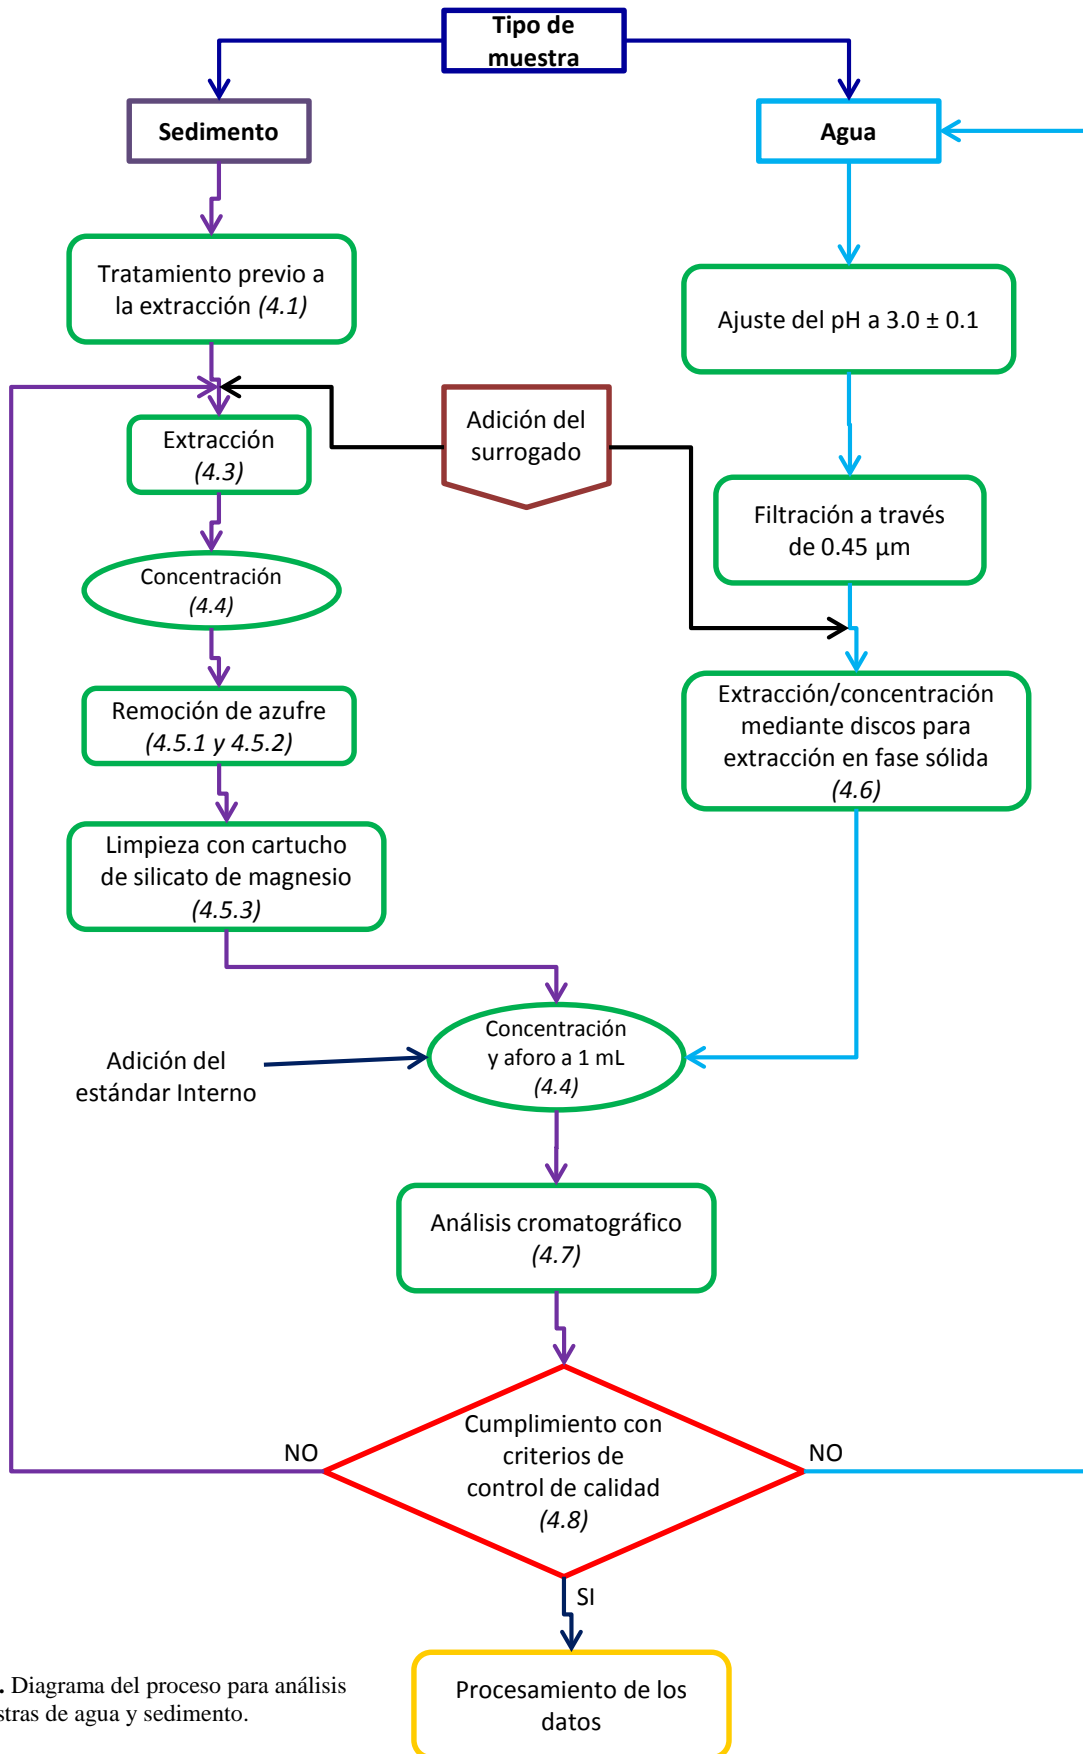 Tipo de
muestra
Sedimento
Agua
Tratamiento previo a
la extracción (4.1)
Ajuste del pH a 3.0 ± 0.1
Adición del
surrogado
Extracción
(4.3)
Filtración a través
de 0.45 µm
Concentración
(4.4)
Remoción de azufre
(4.5.1 y 4.5.2)
Extracción/concentración
mediante discos para
extracción en fase sólida
(4.6)
Limpieza con cartucho
de silicato de magnesio
(4.5.3)
Concentración
y aforo a 1 mL
(4.4)
Adición del
estándar Interno
Análisis cromatográfico
(4.7)
Cumplimiento con
criterios de
control de calidad
(4.8)
NO
NO
SI
Procesamiento de los
datos
. Diagrama del proceso para análisis
stras de agua y sedimento.